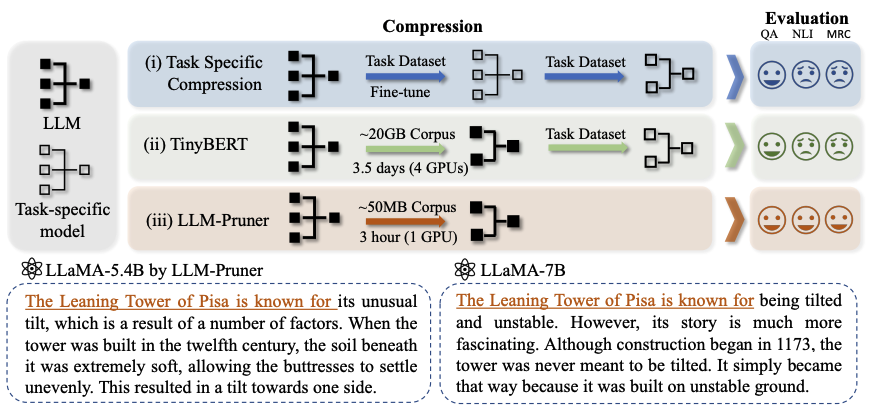 Compression
Evaluation
QA NLI MRC
LLM
Task-specific
model
(i) Task Specific
Compression
Task Dataset
Fine-tune
Task Dataset
(ii) TinyBERT
~20GB Corpus
3.5 days (4 GPUs)
Task Dataset
(iii) LLM-Pruner
~50MB Corpus
3 hour (1 GPU)
LLaMA-5.4B by LLM-Pruner
The Leaning Tower of Pisa is known for its unusual
tilt, which is a result of a number of factors. When the
tower was built in the twelfth century, the soil beneath
it was extremely soft, allowing the buttresses to settle
unevenly. This resulted in a tilt towards one side.
LLaMA-7B
The Leaning Tower of Pisa is known for being tilted
and unstable. However, its story is much more
fascinating. Although construction began in 1173, the
tower was never meant to be tilted. It simply became
that way because it was built on unstable ground.